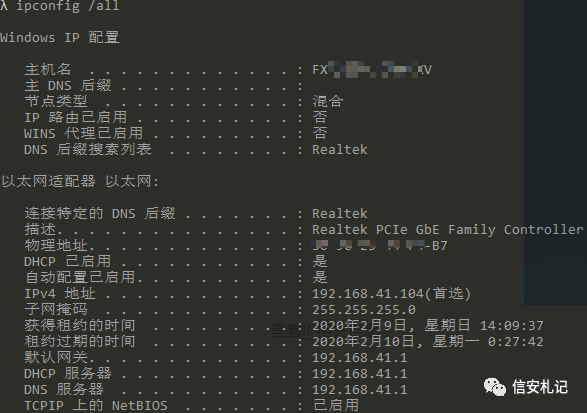 λ ipconfig /all
Windows IP 配置
主机名 . . . . . . . . . . . . . : FX XV
主 DNS 后缀 . . . . . . . . . . . :
节点类型 . . . . . . . . . . . . : 混合
IP 路由已启用 . . . . . . . . . . : 否
WINS 代理已启用 . . . . . . . . . : 否
DNS 后缀搜索列表 . . . . . . . . : Realtek
以太网适配器 以太网:
连接特定的 DNS 后缀 . . . . . . . : Realtek
描述. . . . . . . . . . . . . . . : Realtek PCIe GbE Family Controller
物理地址. . . . . . . . . . . . . : -B7
DHCP 已启用 . . . . . . . . . . . : 是
自动配置已启用. . . . . . . . . . : 是
IPv4 地址 . . . . . . . . . . . . : 192.168.41.104(首选)
子网掩码 . . . . . . . . . . . . : 255.255.255.0
获得租约的时间 . . . . . . . . . : 2020年2月9日, 星期日 14:09:37
租约过期的时间 . . . . . . . . . : 2020年2月10日, 星期一 0:27:42
默认网关. . . . . . . . . . . . . : 192.168.41.1
DHCP 服务器 . . . . . . . . . . . : 192.168.41.1
DNS 服务器 . . . . . . . . . . . : 192.168.41.1
TCPIP 上的 NetBIOS . . . . . . . : 已启用
信安札记